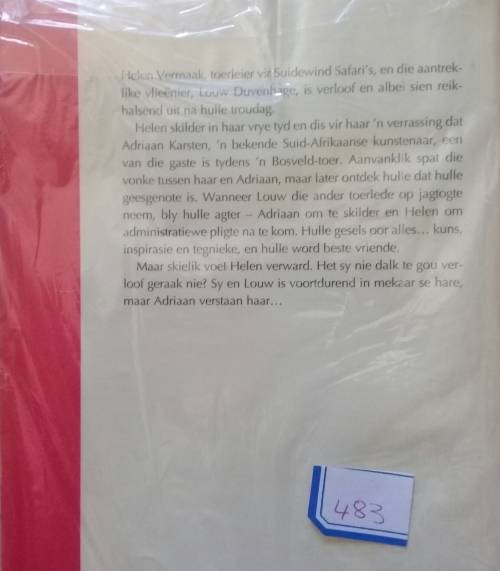 Helen Vermaak, toerleier vir Suidewind Safari's, en die aantrek-
like vlieënier, Louw Duvenhage, is verloof en albei sien reik-
halsend uit na hulle troudag.
Helen skilder in haar vrye tyd en dis vir haar 'n verrassing dat
Adriaan Karsten, 'n bekende Suid-Afrikaanse kunstenaar, een
van die gaste is tydens 'n Bosveld-toer. Aanvanklik spat die
vonke tussen haar en Adriaan, maar later ontdek hulle dat hulle
geesgenote is. Wanneer Louw die ander toerlede op jagtogte
neem, bly hulle agter – Adriaan om te skilder en Helen om
administratiewe pligte na te kom. Hulle gesels oor alles… kuns,
inspirasie en tegnieke, en hulle word beste vriende.
Maar skielik voel Helen verward. Het sy nie dalk te gou ver-
loof geraak nie? Sy en Louw is voortdurend in mekaar se hare,
maar Adriaan verstaan haar…
483